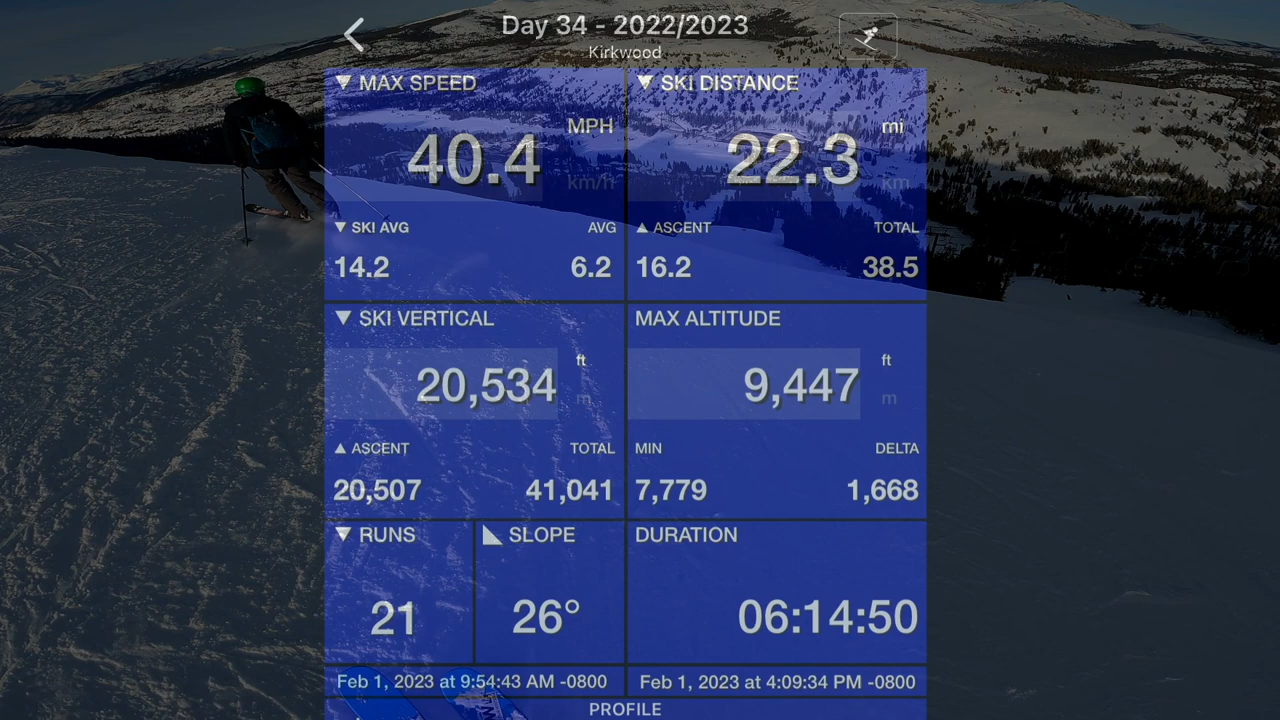 Day 34 - 2022/2023
Kirkwood
MAX SPEED
40.4
MPH
km/h
SKI AVG
AVG
14.2
6.2
SKI DISTANCE
22.3
mi
km
ASCENT
TOTAL
16.2
38.5
SKI VERTICAL
20,534
ft
m
ASCENT
TOTAL
20,507
41,041
MAX ALTITUDE
9,447
ft
m
MIN
DELTA
7,779
1,668
RUNS
21
SLOPE
26°
DURATION
06:14:50
Feb 1, 2023 at 9:54:43 AM -0800
Feb 1, 2023 at 4:09:34 PM -0800
PROFILE